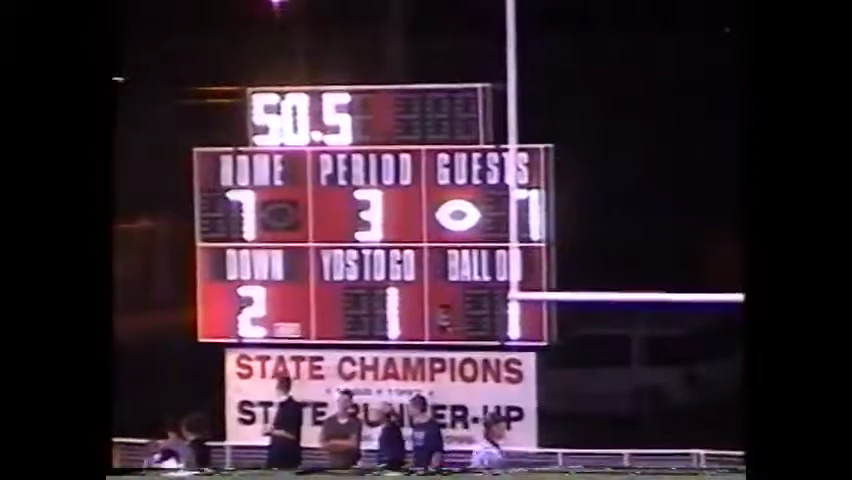 50.5
HOME PERIOD GUESTS
7 3 7
DOWN YDS TO GO BALL ON
2 1 1
STATE CHAMPIONS
STATE RUNNER-UP